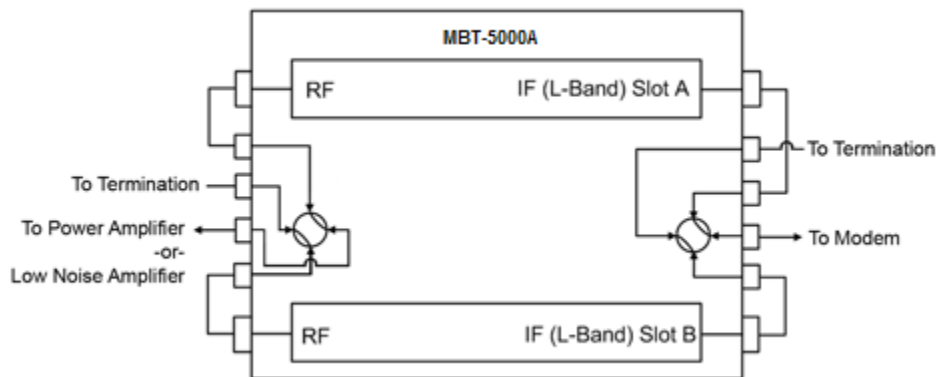 MBT-5000A
RF
IF (L-Band) Slot A
To Termination
To Termination
To Power Amplifier
-or-
Low Noise Amplifier
To Modem
RF
IF (L-Band) Slot B